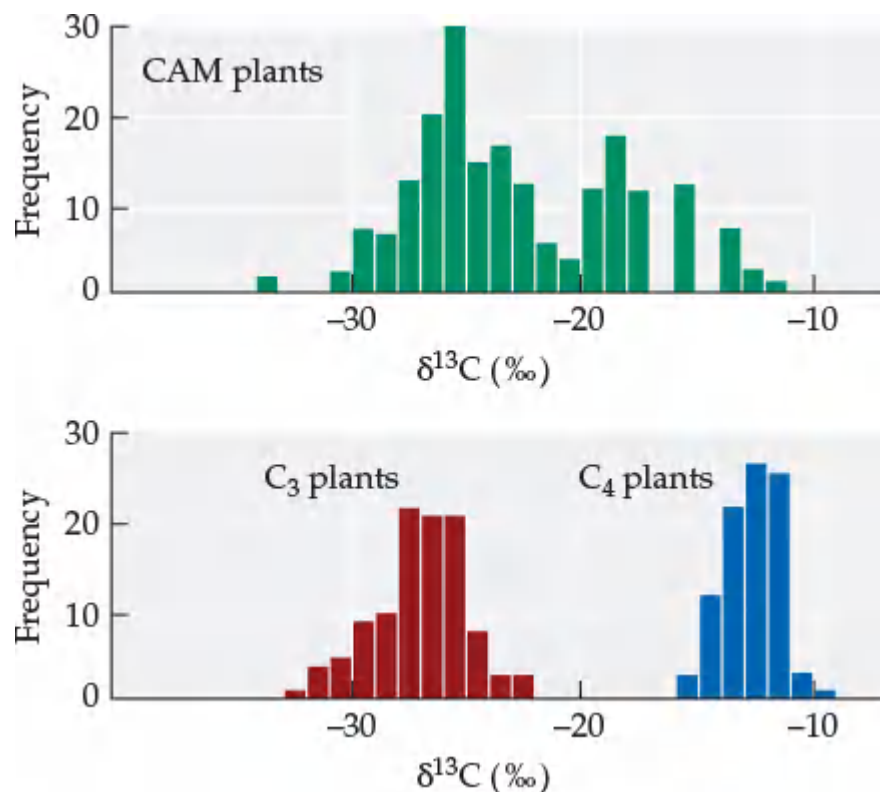 30
CAM plants
20
Frequency
10
0
–30 –20 –10
δ¹³C (‰)
30
C₃ plants C₄ plants
20
Frequency
10
0
–30 –20 –10
δ¹³C (‰)